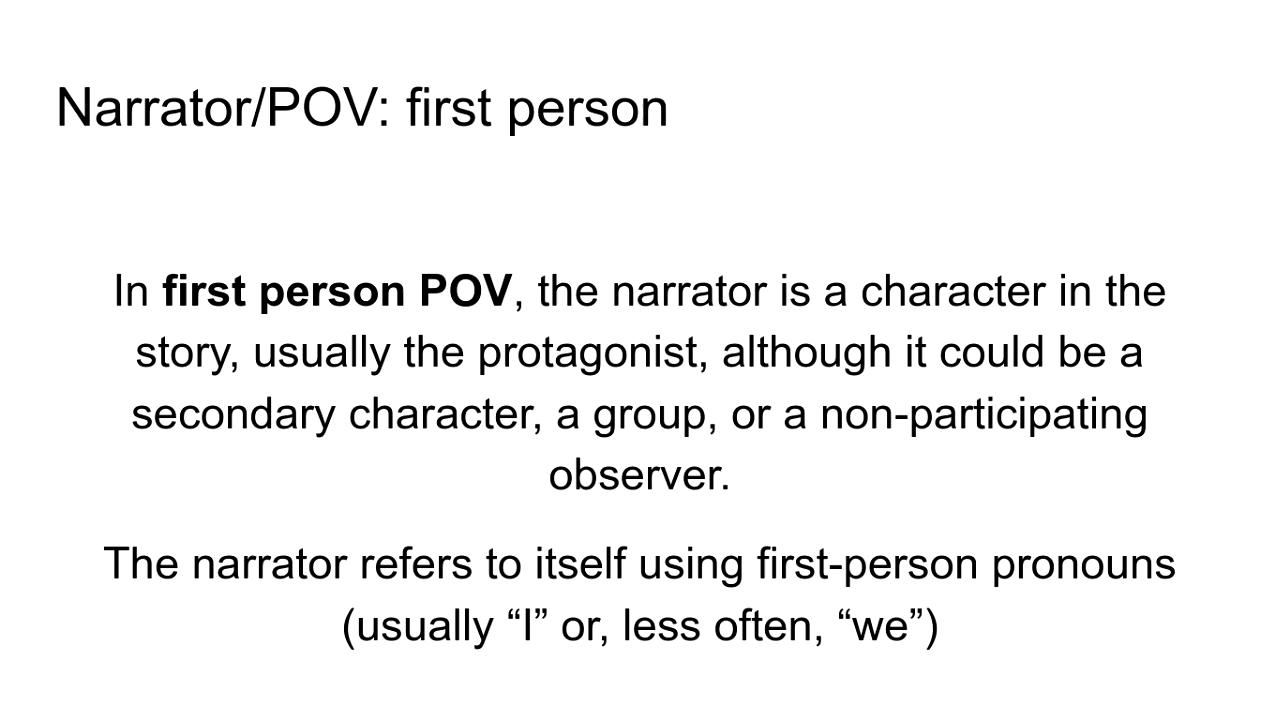 Narrator/POV: first person
In first person POV, the narrator is a character in the
story, usually the protagonist, although it could be a
secondary character, a group, or a non-participating
observer.
The narrator refers to itself using first-person pronouns
(usually “I” or, less often, “we”)